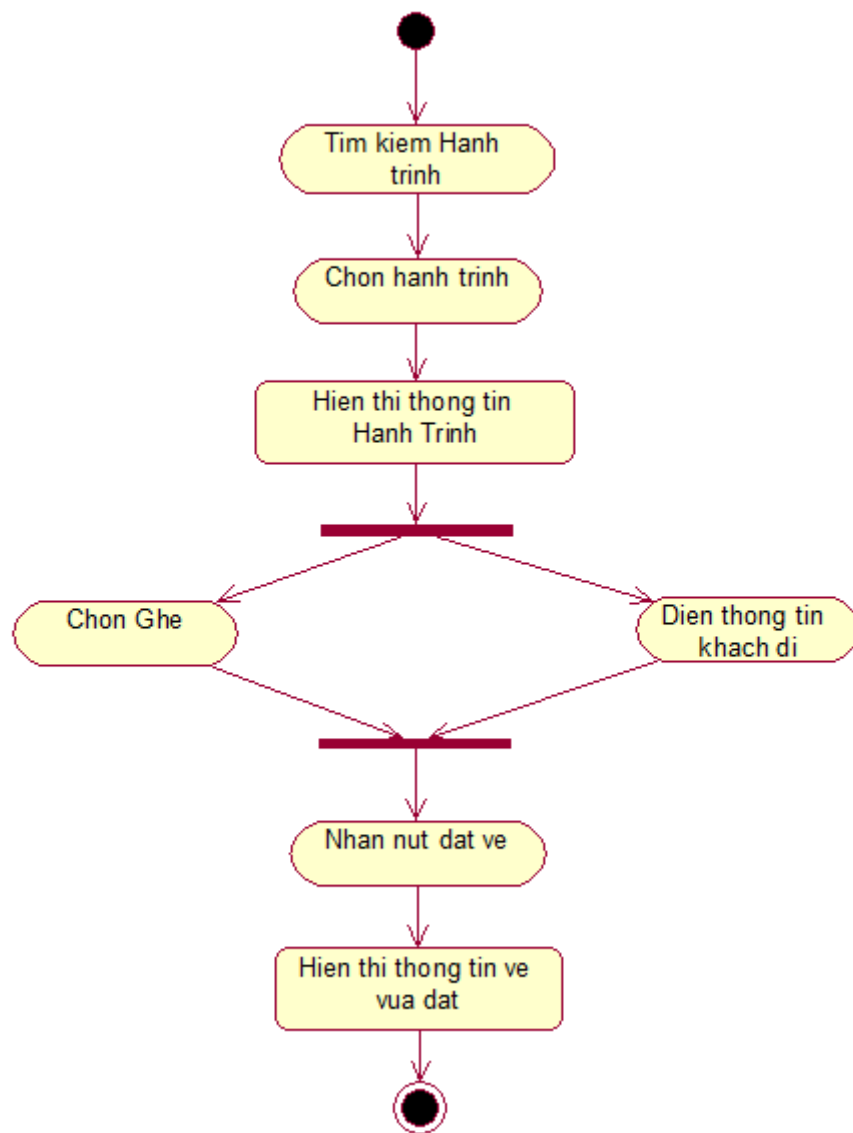 Tim kiem Hanh
trinh
Chon hanh trinh
Hien thi thong tin
Hanh Trinh
Chon Ghe
Dien thong tin
khach di
Nhan nut dat ve
Hien thi thong tin ve
vua dat